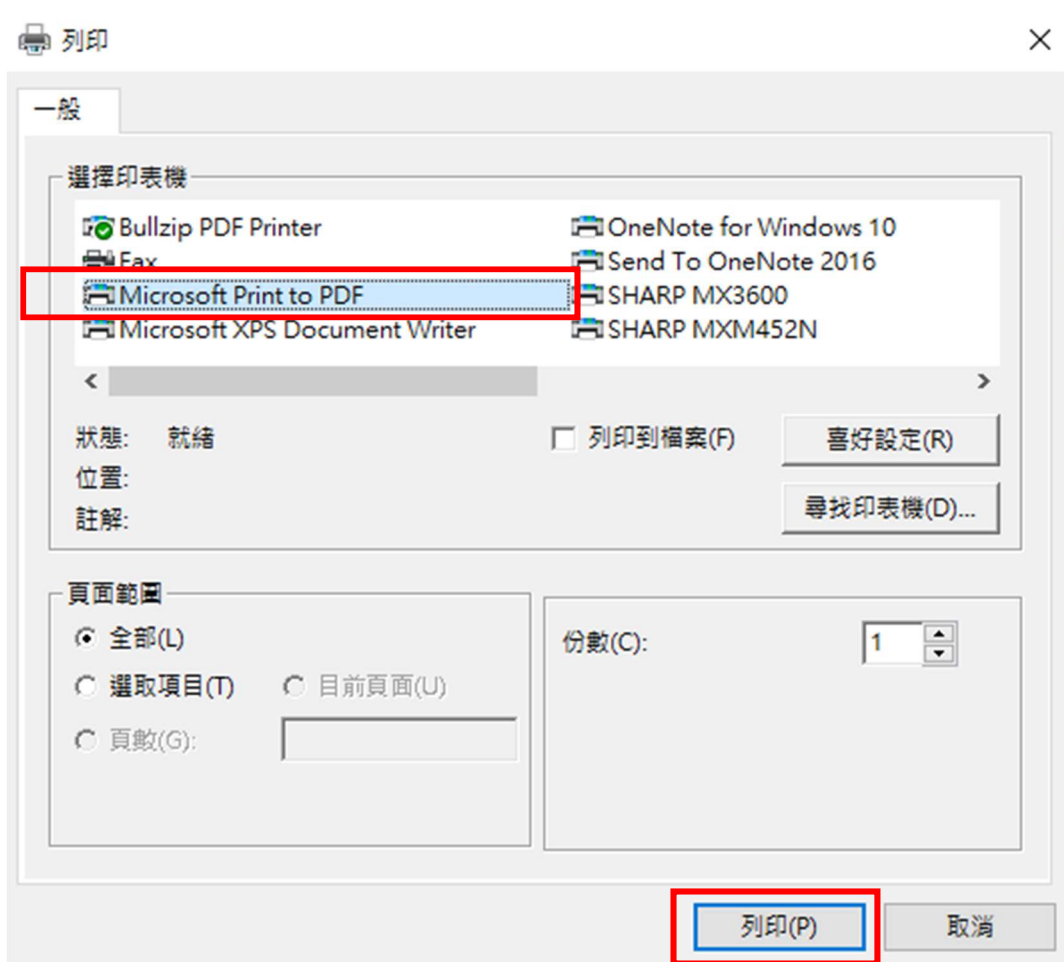 列印
一般
選擇印表機
Bullzip PDF Printer
Fax
Microsoft Print to PDF
Microsoft XPS Document Writer
OneNote for Windows 10
Send To OneNote 2016
SHARP MX3600
SHARP MXM452N
狀態: 就緒
位置:
註解:
列印到檔案(F)
喜好設定(R)
尋找印表機(D)...
頁面範圍
全部(L)
選取項目(T) 目前頁面(U)
頁數(G):
份數(C): 1
列印(P) 取消